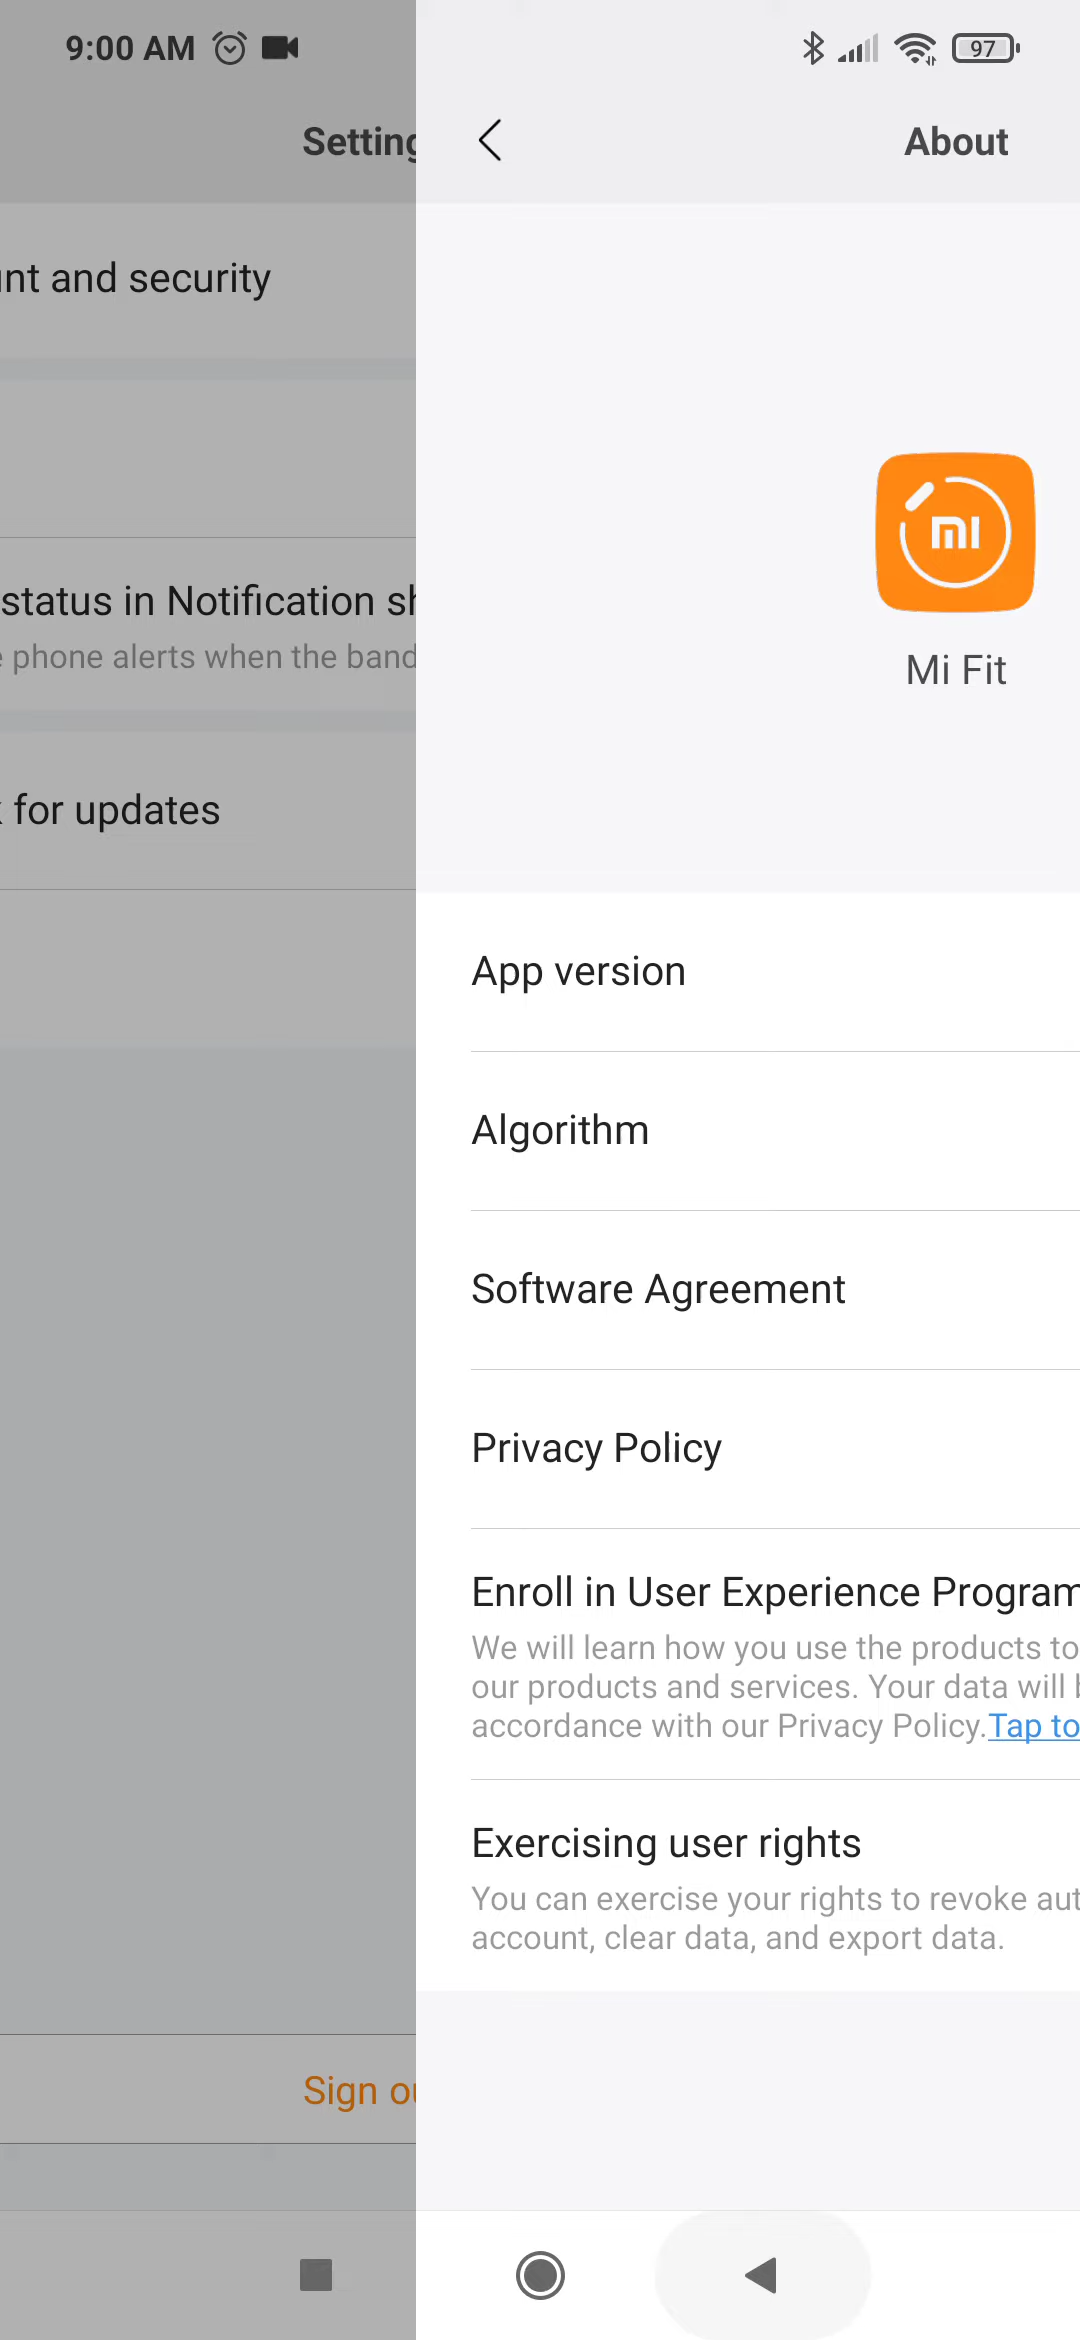 9:00 AM
97
Setting
About
nt and security
status in Notification sh
phone alerts when the band
mi
Mi Fit
for updates
App version
Algorithm
Software Agreement
Privacy Policy
Enroll in User Experience Program
We will learn how you use the products to
our products and services. Your data will
accordance with our Privacy Policy.Tap to
Exercising user rights
You can exercise your rights to revoke aut
account, clear data, and export data.
Sign ou